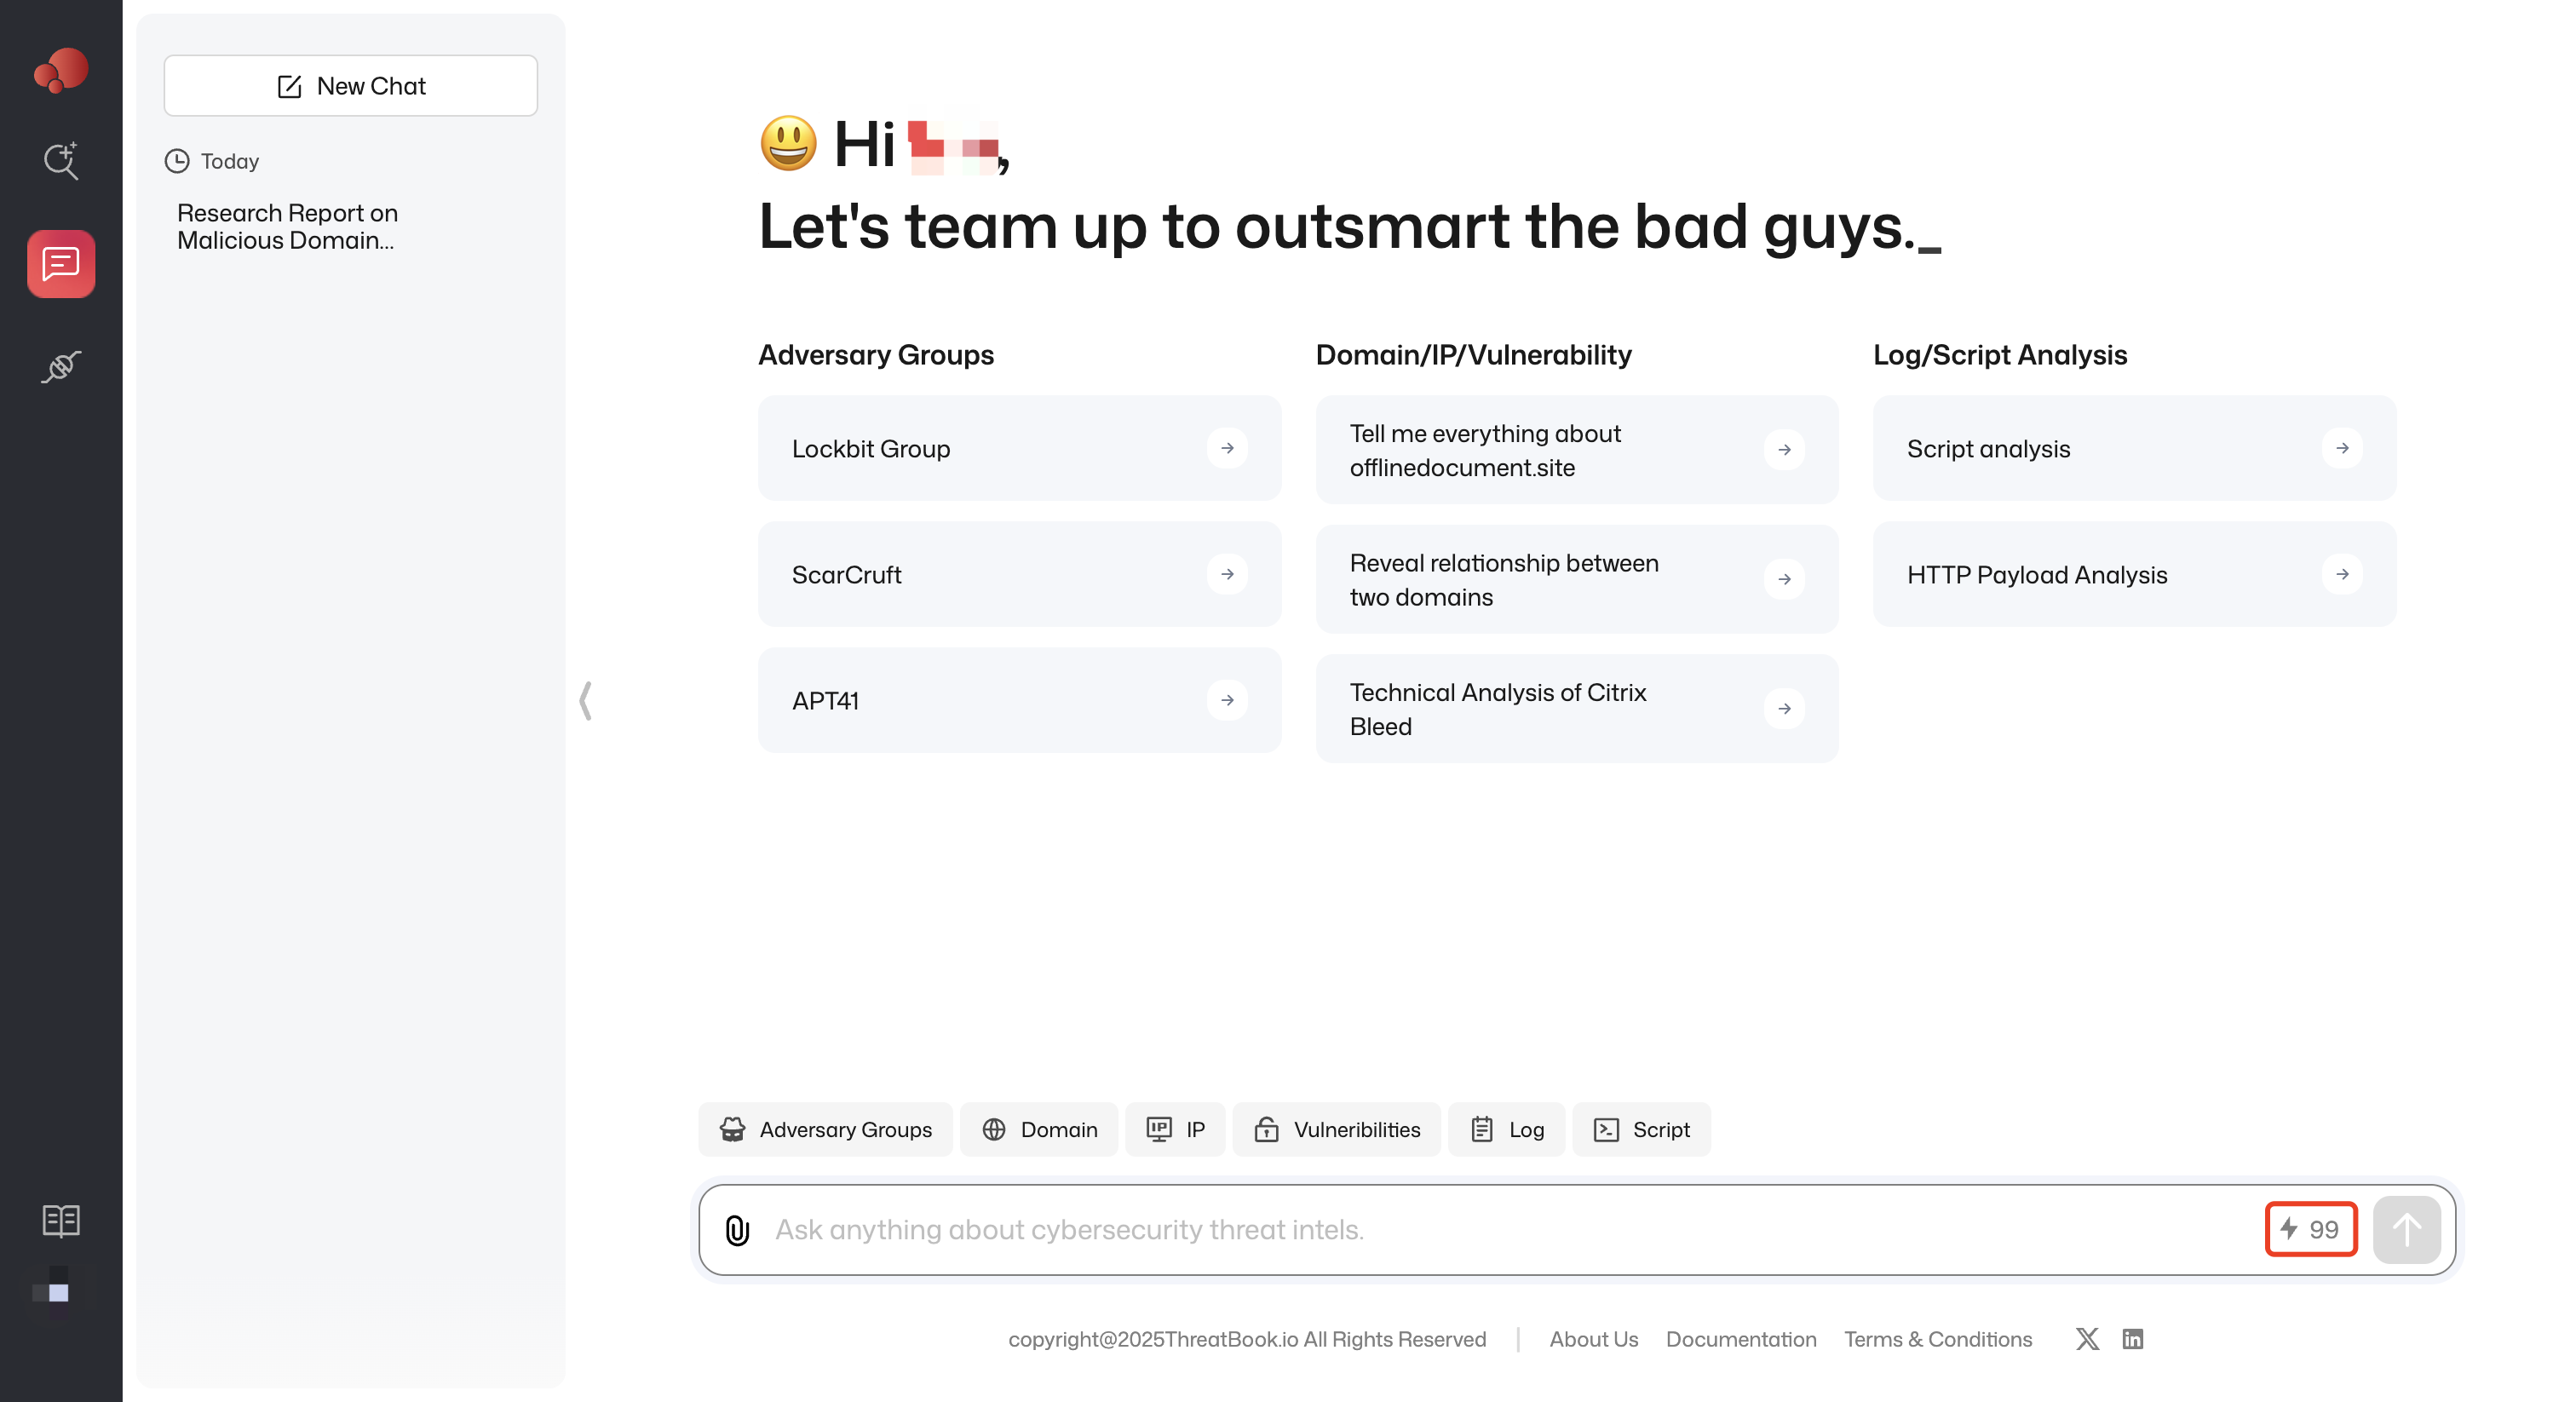 New Chat
Today
Research Report on
Malicious Domain...
Hi ,
Let's team up to outsmart the bad guys._
Adversary Groups
Lockbit Group
ScarCruft
APT41
Domain/IP/Vulnerability
Tell me everything about
offlinedocument.site
Reveal relationship between
two domains
Technical Analysis of Citrix
Bleed
Log/Script Analysis
Script analysis
HTTP Payload Analysis
Adversary Groups
Domain
IP
IP
Vulneribilities
Log
Script
Ask anything about cybersecurity threat intels.
99
copyright@2025ThreatBook.io All Rights Reserved
About Us
Documentation
Terms & Conditions
X
in